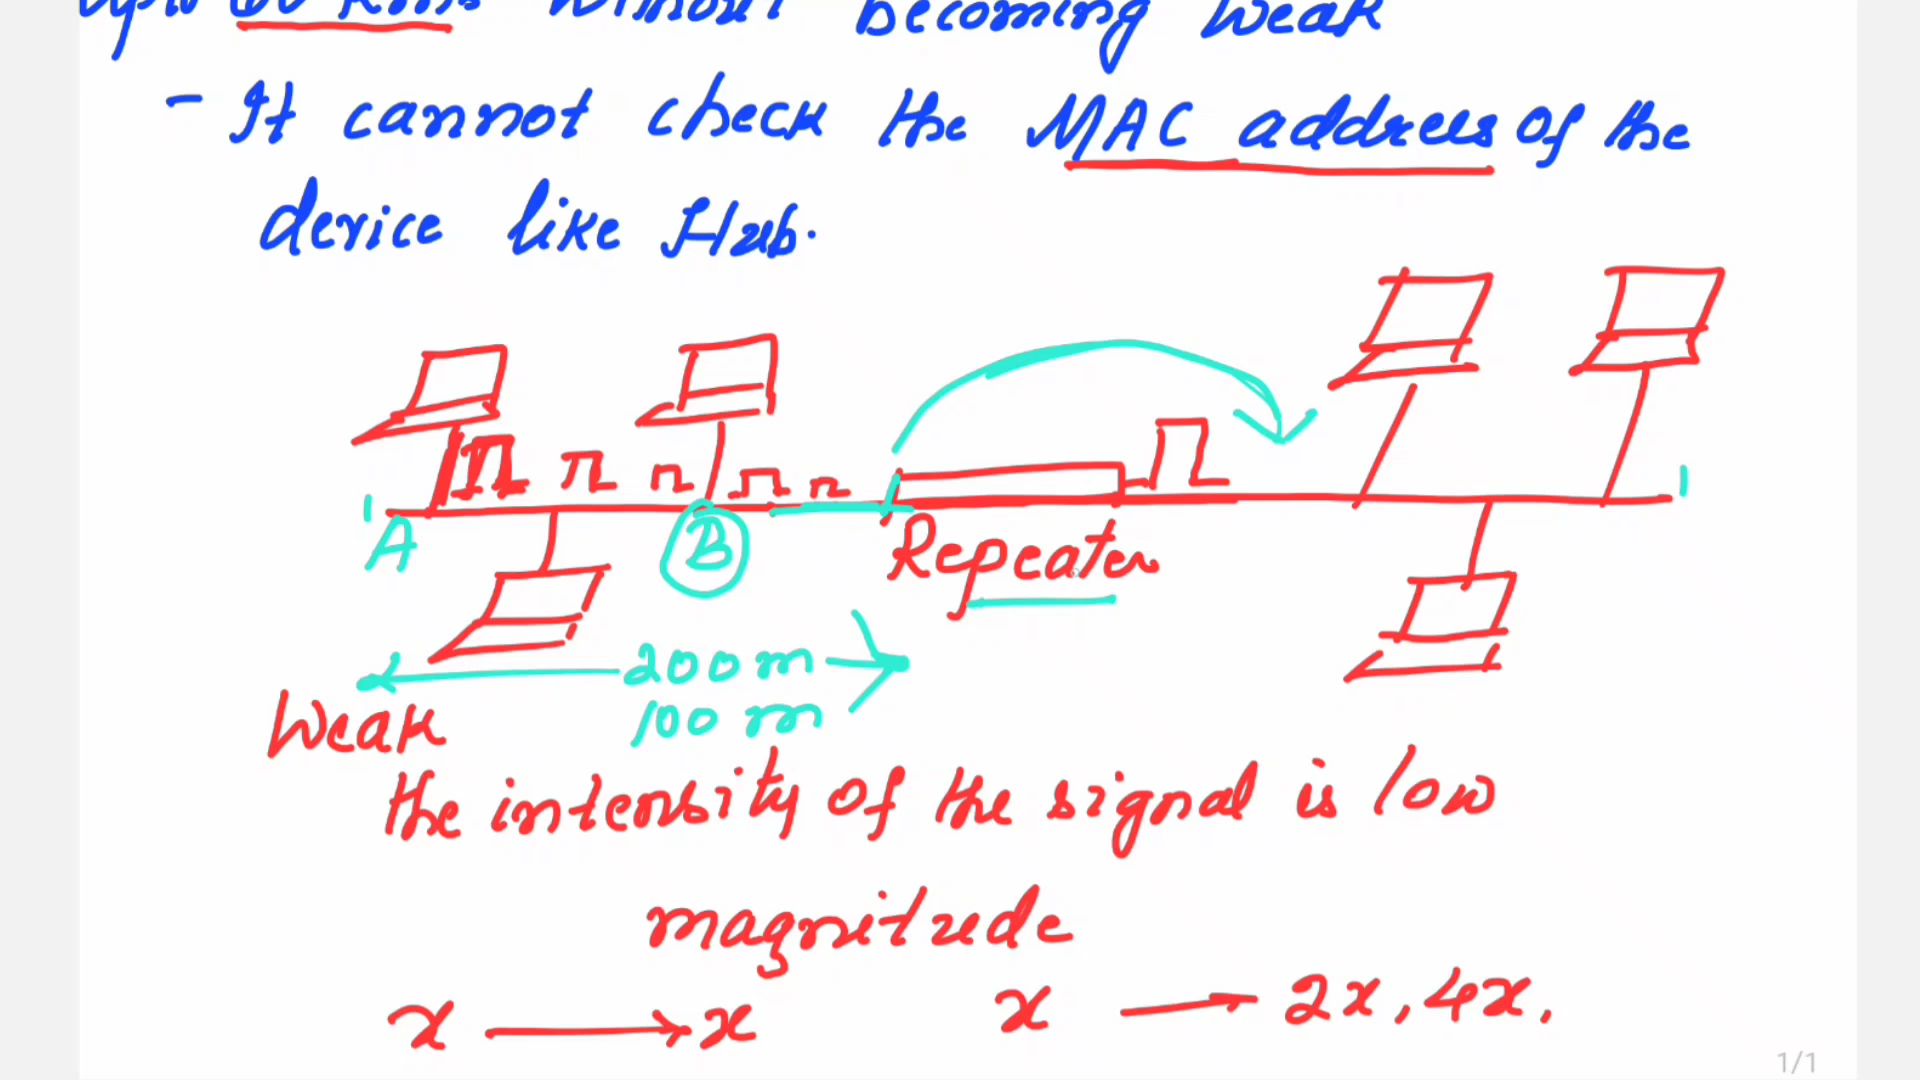 without becoming weak
- It cannot check the MAC address of the
device like Hub.
A
B
Repeater
200m
100m
Weak
the intensity of the signal is low
magnitude
x → x    x → 2x, 4x,
1/1